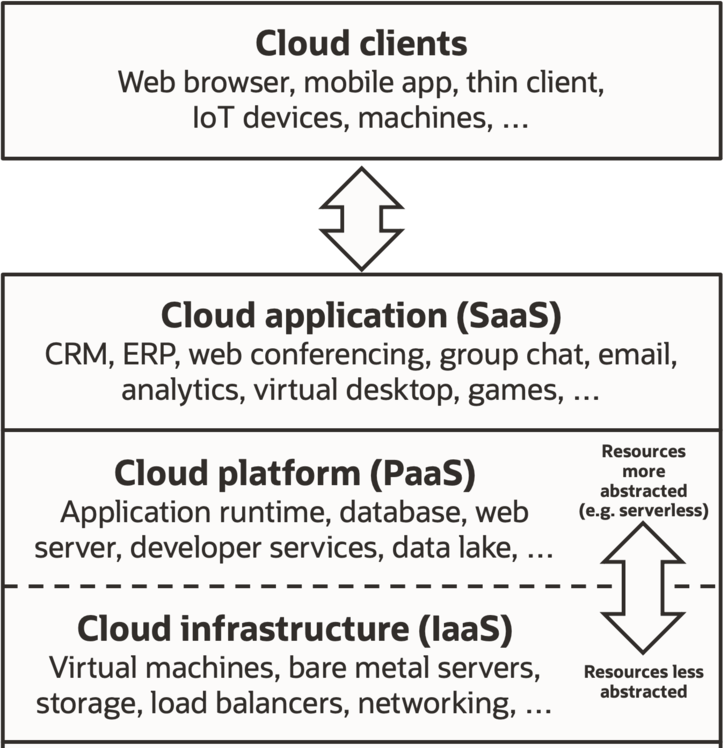 Cloud clients
Web browser, mobile app, thin client,
IoT devices, machines, ...
Cloud application (SaaS)
CRM, ERP, web conferencing, group chat, email,
analytics, virtual desktop, games, ...
Cloud platform (PaaS)
Application runtime, database, web
server, developer services, data lake, ...
Resources
more
abstracted
(e.g. serverless)
Cloud infrastructure (IaaS)
Virtual machines, bare metal servers,
storage, load balancers, networking, ...
Resources less
abstracted